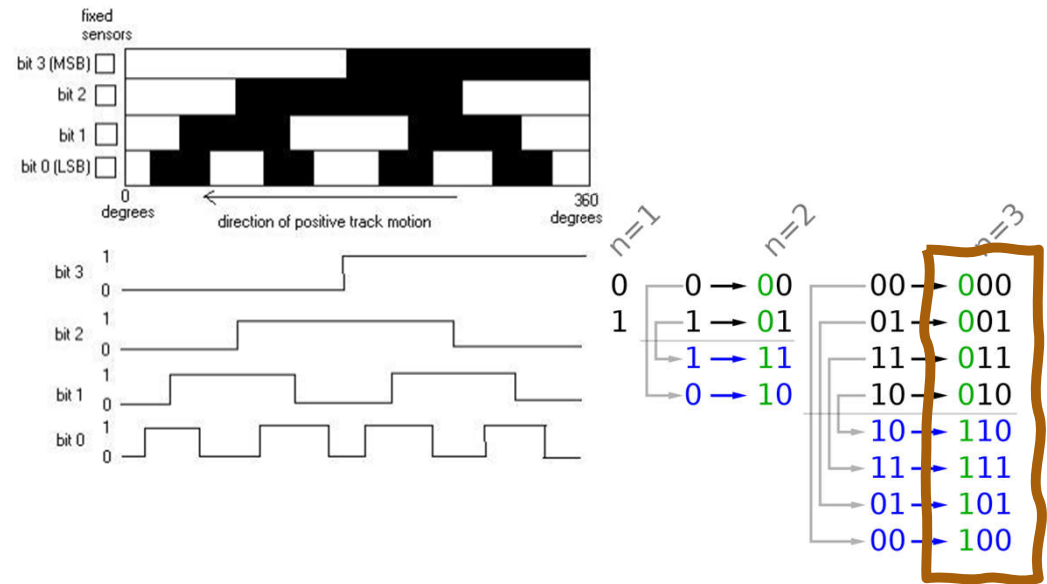 fixed
sensors
bit 3 (MSB)
bit 2
bit 1
bit 0 (LSB)
0
degrees
direction of positive track motion
360
degrees
bit 3
1
0
bit 2
1
0
bit 1
1
0
bit 0
1
0
n=1
n=2
n=3
0 0 00 00 000
1 1 01 01 001
1 11 11 011
0 10 10 010
10 110
11 111
01 101
00 100